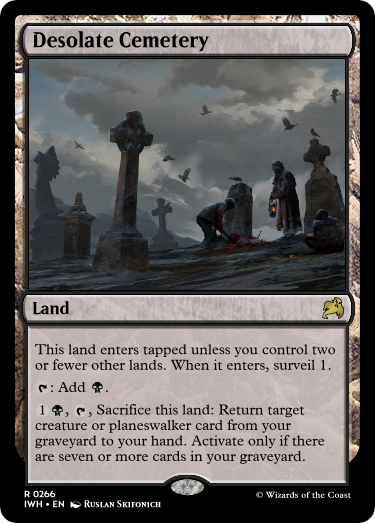 Desolate Cemetery
Land
This land enters tapped unless you control two
or fewer other lands. When it enters, surveil 1.
: Add .
1 , , Sacrifice this land: Return target
creature or planeswalker card from your
graveyard to your hand. Activate only if there
are seven or more cards in your graveyard.
R 0266
IWH • EN Ruslan Skifonich
© Wizards of the Coast